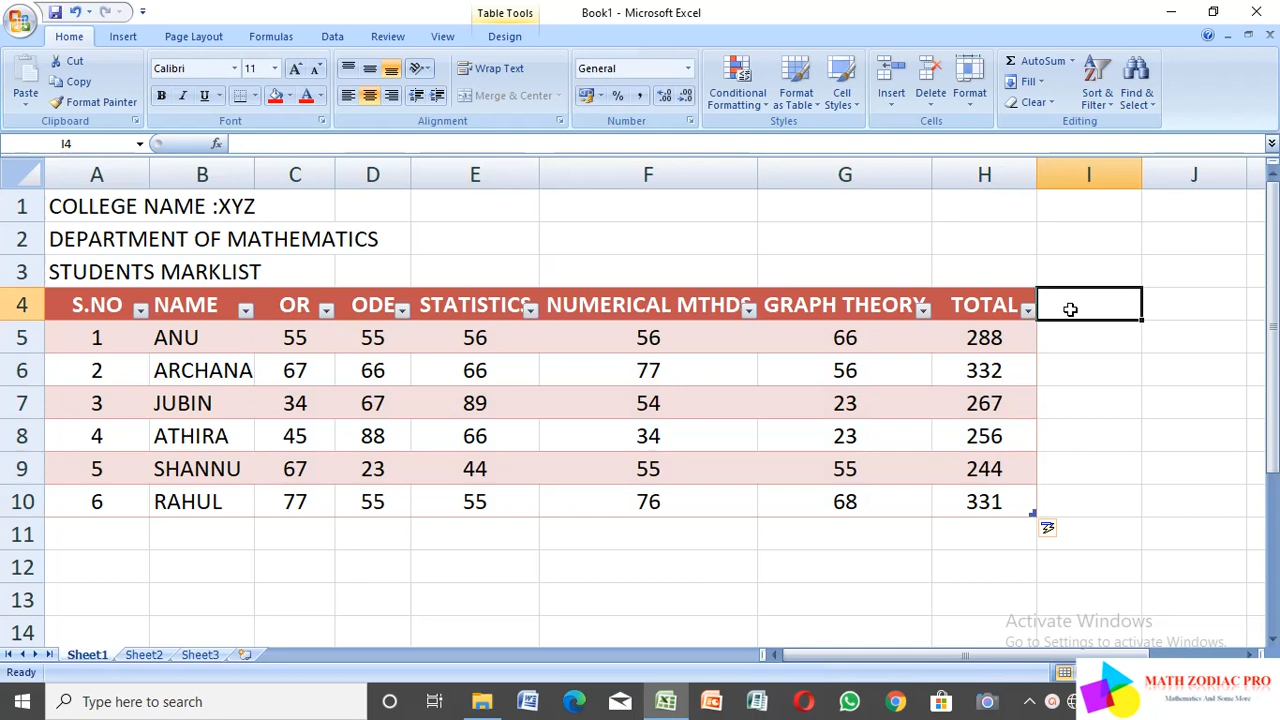 Table Tools
Book1 - Microsoft Excel
Home Insert Page Layout Formulas Data Review View Design
Cut
Copy
Format Painter
Paste
Clipboard
Calibri 11
B I U
Font
Wrap Text
Merge & Center
Alignment
General
% ,
Number
Conditional Formatting
Format as Table
Cell Styles
Styles
Insert Delete Format
Cells
Σ AutoSum
Fill
Clear
Sort & Filter
Find & Select
Editing
I4 fx
A B C D E F G H I J
1 COLLEGE NAME :XYZ
2 DEPARTMENT OF MATHEMATICS
3 STUDENTS MARKLIST
4 S.NO NAME OR ODE STATISTICS NUMERICAL MTHDS GRAPH THEORY TOTAL
5 1 ANU 55 55 56 56 66 288
6 2 ARCHANA 67 66 66 77 56 332
7 3 JUBIN 34 67 89 54 23 267
8 4 ATHIRA 45 88 66 34 23 256
9 5 SHANNU 67 23 44 55 55 244
10 6 RAHUL 77 55 55 76 68 331
11
12
13
14
Activate Windows
Go to Settings to activate Windows.
Sheet1 Sheet2 Sheet3
Ready
Type here to search
MATH ZODIAC PRO
Mathematics And Some More